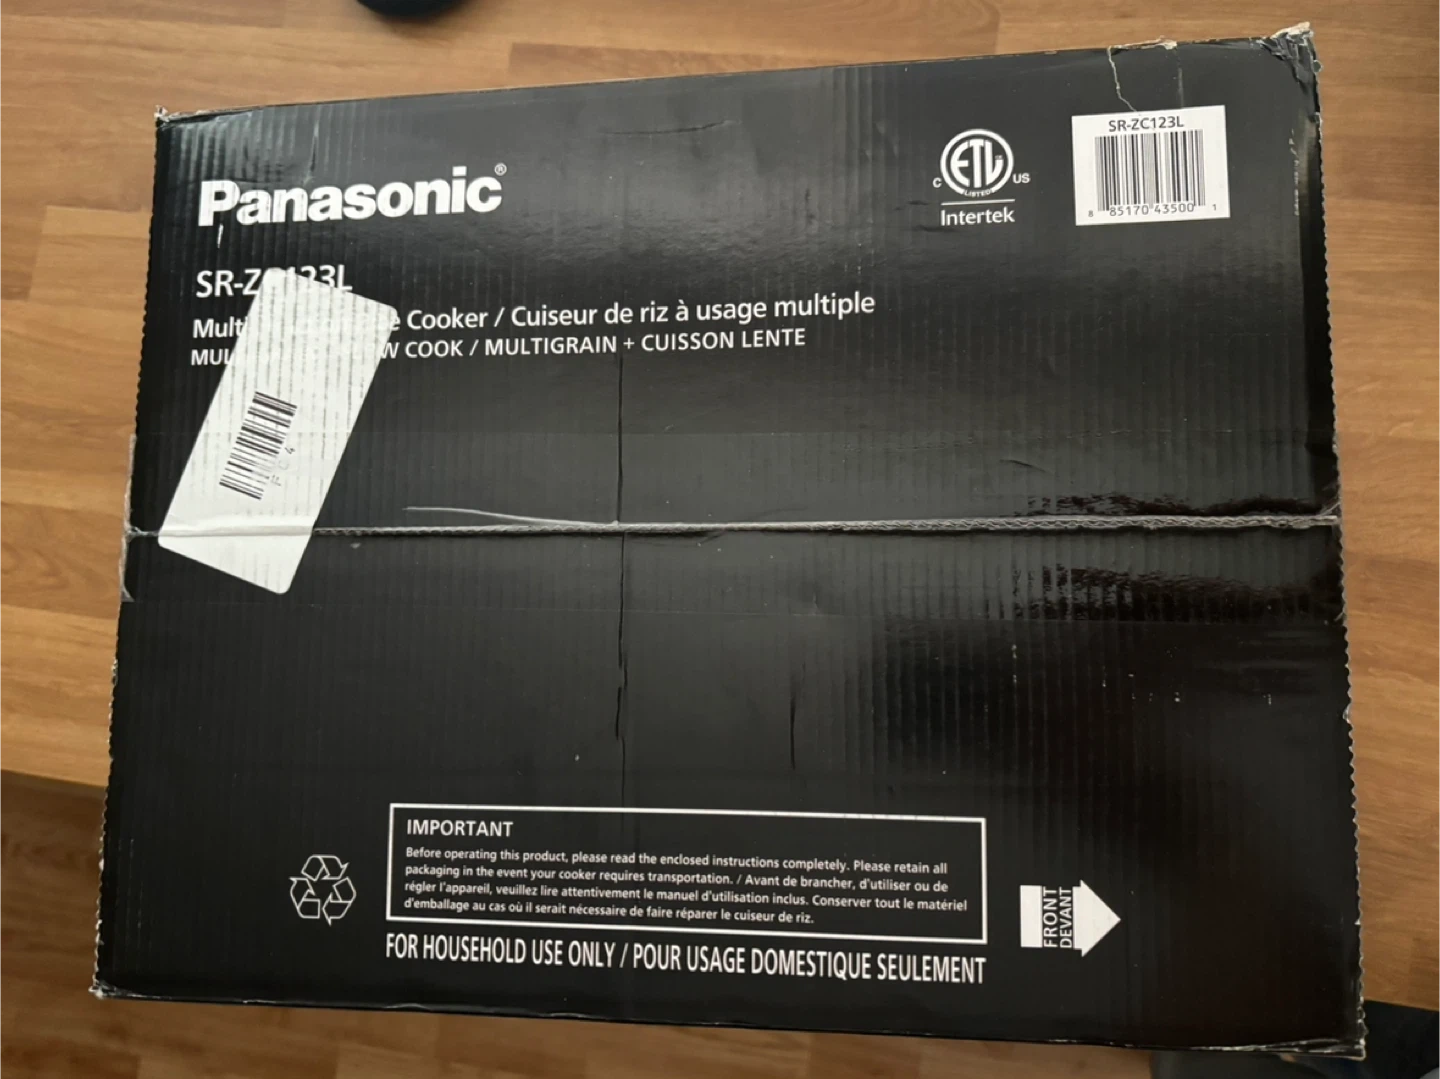 Panasonic®
SR-ZC123L
Cooker / Cuiseur de riz à usage multiple
COOK / MULTIGRAIN + CUISSON LENTE
C ETL US
LISTED
Intertek
SR-ZC123L
8 85170 43500 1
IMPORTANT
Before operating this product, please read the enclosed instructions completely. Please retain all
packaging in the event your cooker requires transportation. / Avant de brancher, d'utiliser ou de
régler l'appareil, veuillez lire attentivement le manuel d'utilisation inclus. Conserver tout le matériel
d'emballage au cas où il serait nécessaire de faire réparer le cuiseur de riz.
FOR HOUSEHOLD USE ONLY / POUR USAGE DOMESTIQUE SEULEMENT
FRONT
DEVANT